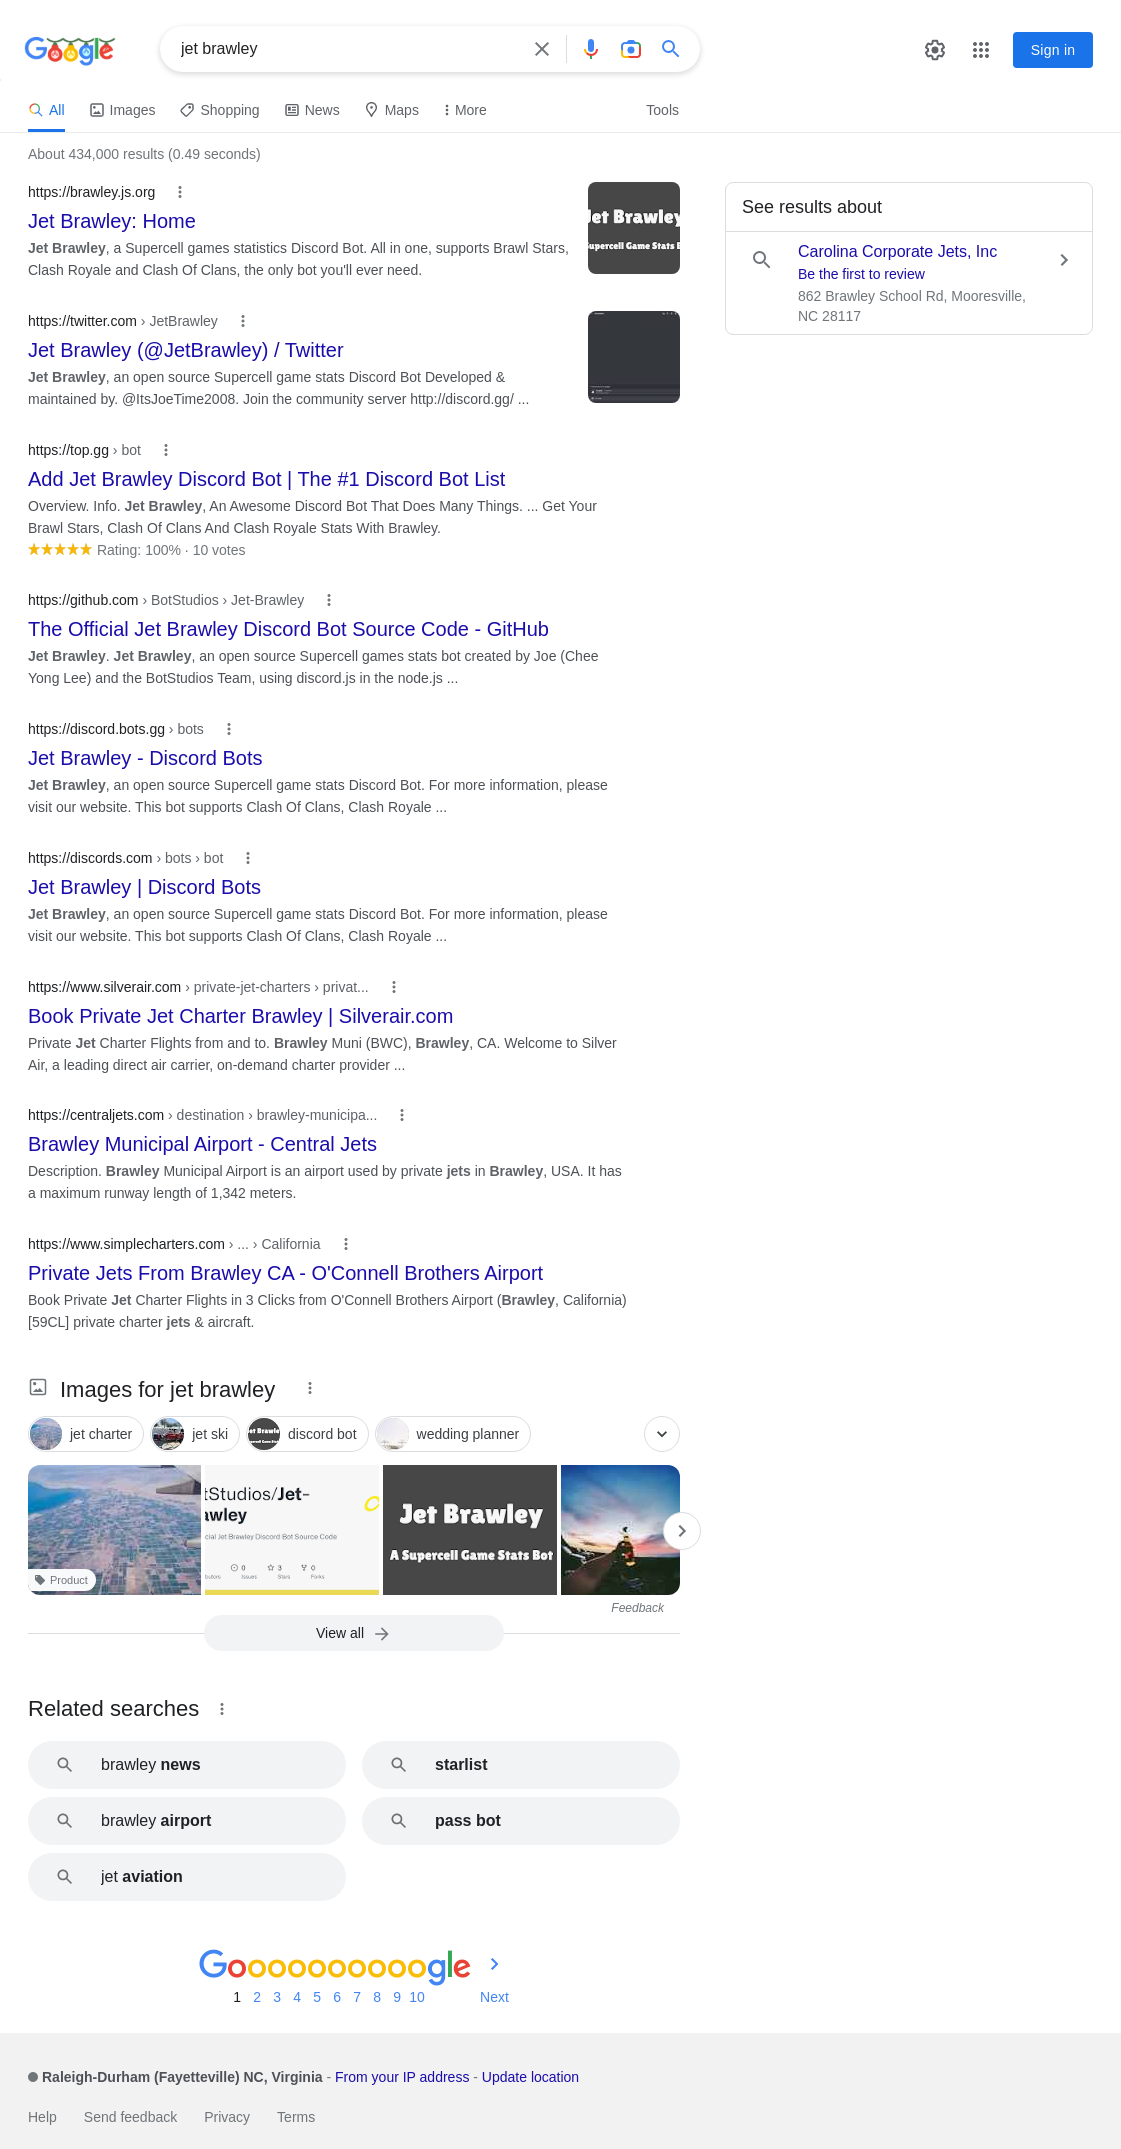 Google
jet brawley
Sign in
All
Images
Shopping
News
Maps
More
Tools
About 434,000 results (0.49 seconds)
https://brawley.js.org
Jet Brawley: Home
Jet Brawley, a Supercell games statistics Discord Bot. All in one, supports Brawl Stars,
Clash Royale and Clash Of Clans, the only bot you'll ever need.
Jet Brawley
Supercell Game Stats B
See results about
Carolina Corporate Jets, Inc
Be the first to review
862 Brawley School Rd, Mooresville,
NC 28117
https://twitter.com › JetBrawley
Jet Brawley (@JetBrawley) / Twitter
Jet Brawley, an open source Supercell game stats Discord Bot Developed &
maintained by. @ItsJoeTime2008. Join the community server http://discord.gg/ ...
https://top.gg › bot
Add Jet Brawley Discord Bot | The #1 Discord Bot List
Overview. Info. Jet Brawley, An Awesome Discord Bot That Does Many Things. ... Get Your
Brawl Stars, Clash Of Clans And Clash Royale Stats With Brawley.
Rating: 100% · 10 votes
https://github.com › BotStudios › Jet-Brawley
The Official Jet Brawley Discord Bot Source Code - GitHub
Jet Brawley. Jet Brawley, an open source Supercell games stats bot created by Joe (Chee
Yong Lee) and the BotStudios Team, using discord.js in the node.js ...
https://discord.bots.gg › bots
Jet Brawley - Discord Bots
Jet Brawley, an open source Supercell game stats Discord Bot. For more information, please
visit our website. This bot supports Clash Of Clans, Clash Royale ...
https://discords.com › bots › bot
Jet Brawley | Discord Bots
Jet Brawley, an open source Supercell game stats Discord Bot. For more information, please
visit our website. This bot supports Clash Of Clans, Clash Royale ...
https://www.silverair.com › private-jet-charters › privat...
Book Private Jet Charter Brawley | Silverair.com
Private Jet Charter Flights from and to. Brawley Muni (BWC), Brawley, CA. Welcome to Silver
Air, a leading direct air carrier, on-demand charter provider ...
https://centraljets.com › destination › brawley-municipa...
Brawley Municipal Airport - Central Jets
Description. Brawley Municipal Airport is an airport used by private jets in Brawley, USA. It has
a maximum runway length of 1,342 meters.
https://www.simplecharters.com › ... › California
Private Jets From Brawley CA - O'Connell Brothers Airport
Book Private Jet Charter Flights in 3 Clicks from O'Connell Brothers Airport (Brawley, California)
[59CL] private charter jets & aircraft.
Images for jet brawley
jet charter
jet ski
discord bot
wedding planner
Product
tStudios/Jet-
awley
cial Jet Brawley Discord Bot Source Code
0
3
0
Issues
Stars
Forks
Jet Brawley
A Supercell Game Stats Bot
Feedback
View all
Related searches
brawley news
starlist
brawley airport
pass bot
jet aviation
Goooooooooogle
1 2 3 4 5 6 7 8 9 10 Next
Raleigh-Durham (Fayetteville) NC, Virginia - From your IP address - Update location
Help
Send feedback
Privacy
Terms